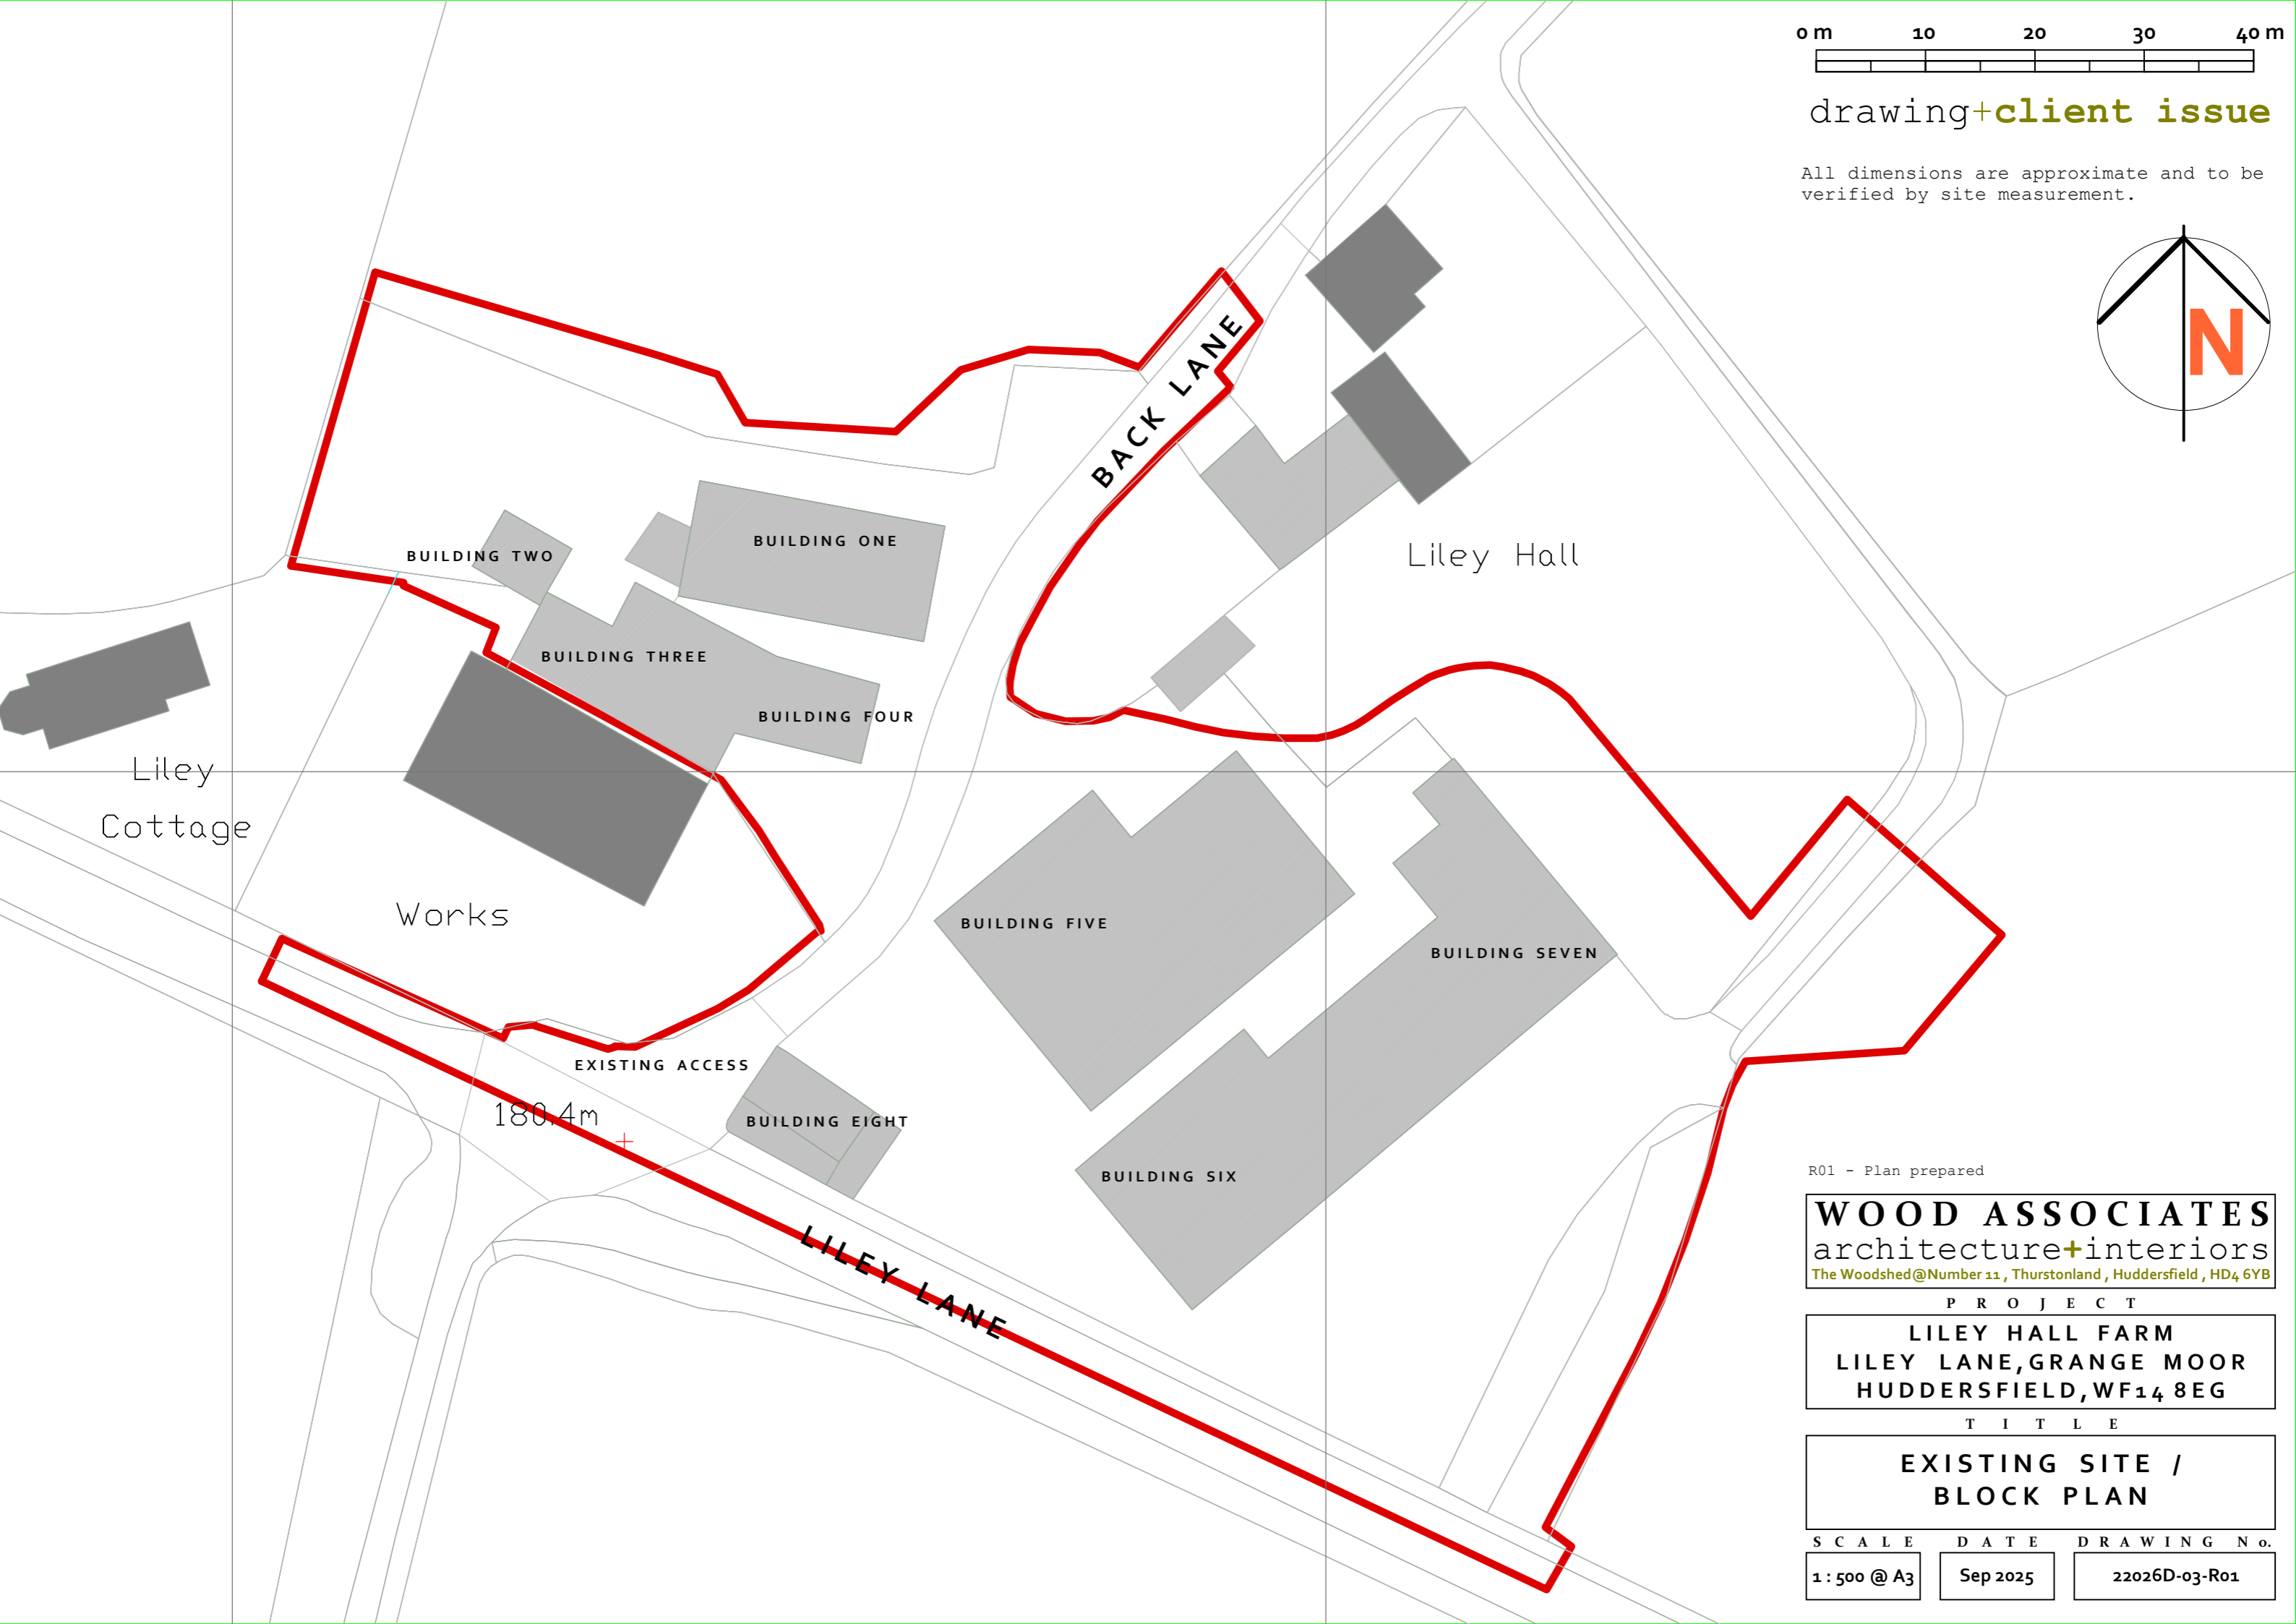 0 m 10 20 30 40 m
drawing+client issue
All dimensions are approximate and to be
verified by site measurement.
N
BACK LANE
BUILDING ONE
BUILDING TWO
Liley Hall
BUILDING THREE
BUILDING FOUR
Liley
Cottage
Works
BUILDING FIVE
BUILDING SEVEN
EXISTING ACCESS
180.4m
BUILDING EIGHT
BUILDING SIX
LILEY LANE
R01 - Plan prepared
WOOD ASSOCIATES
architecture+interiors
The Woodshed@Number 11 , Thurstonland , Huddersfield , HD4 6YB
PROJECT
LILEY HALL FARM
LILEY LANE,GRANGE MOOR
HUDDERSFIELD,WF14 8EG
TITLE
EXISTING SITE /
BLOCK PLAN
SCALE DATE DRAWING No.
1 : 500 @ A3 Sep 2025 22026D-03-R01